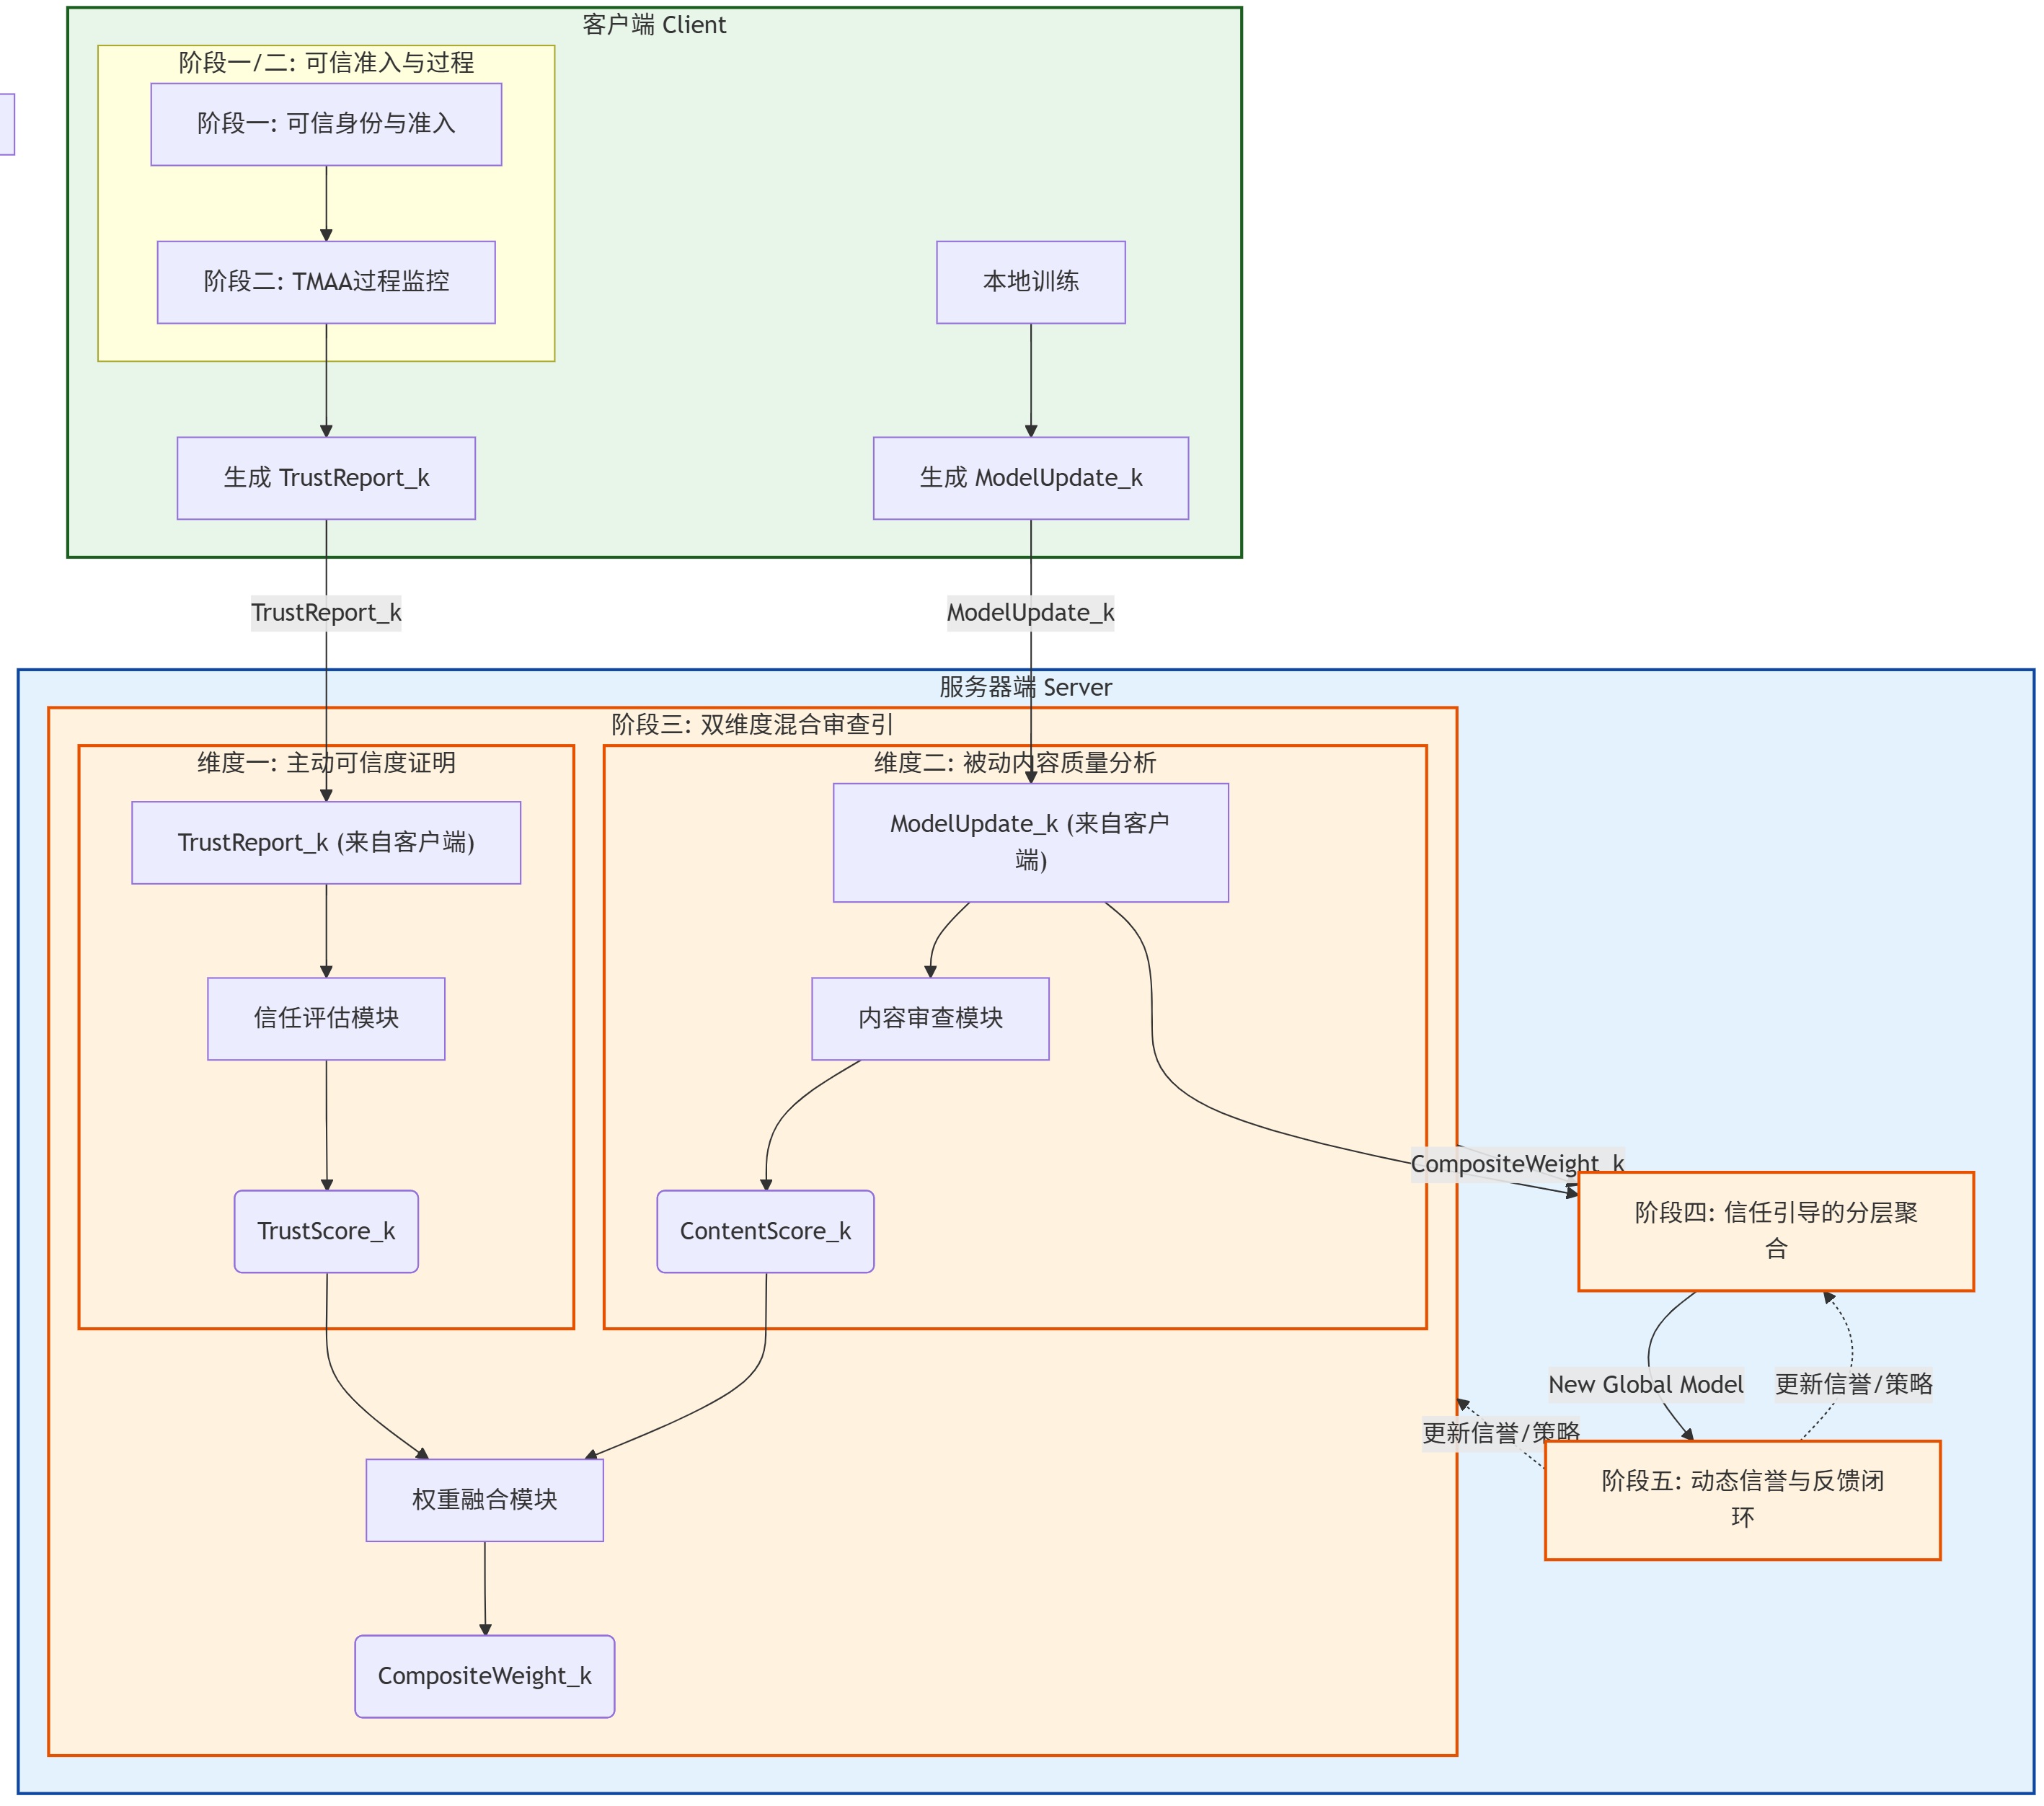 客户端 Client
阶段一/二: 可信准入与过程
阶段一: 可信身份与准入
阶段二: TMAA过程监控
本地训练
生成 TrustReport_k
生成 ModelUpdate_k
TrustReport_k
ModelUpdate_k
服务器端 Server
阶段三: 双维度混合审查引
维度一: 主动可信度证明
维度二: 被动内容质量分析
TrustReport_k (来自客户端)
ModelUpdate_k (来自客户
端)
信任评估模块
内容审查模块
CompositeWeight_k
TrustScore_k
ContentScore_k
阶段四: 信任引导的分层聚
合
New Global Model
更新信誉/策略
更新信誉/策略
阶段五: 动态信誉与反馈闭
环
权重融合模块
CompositeWeight_k